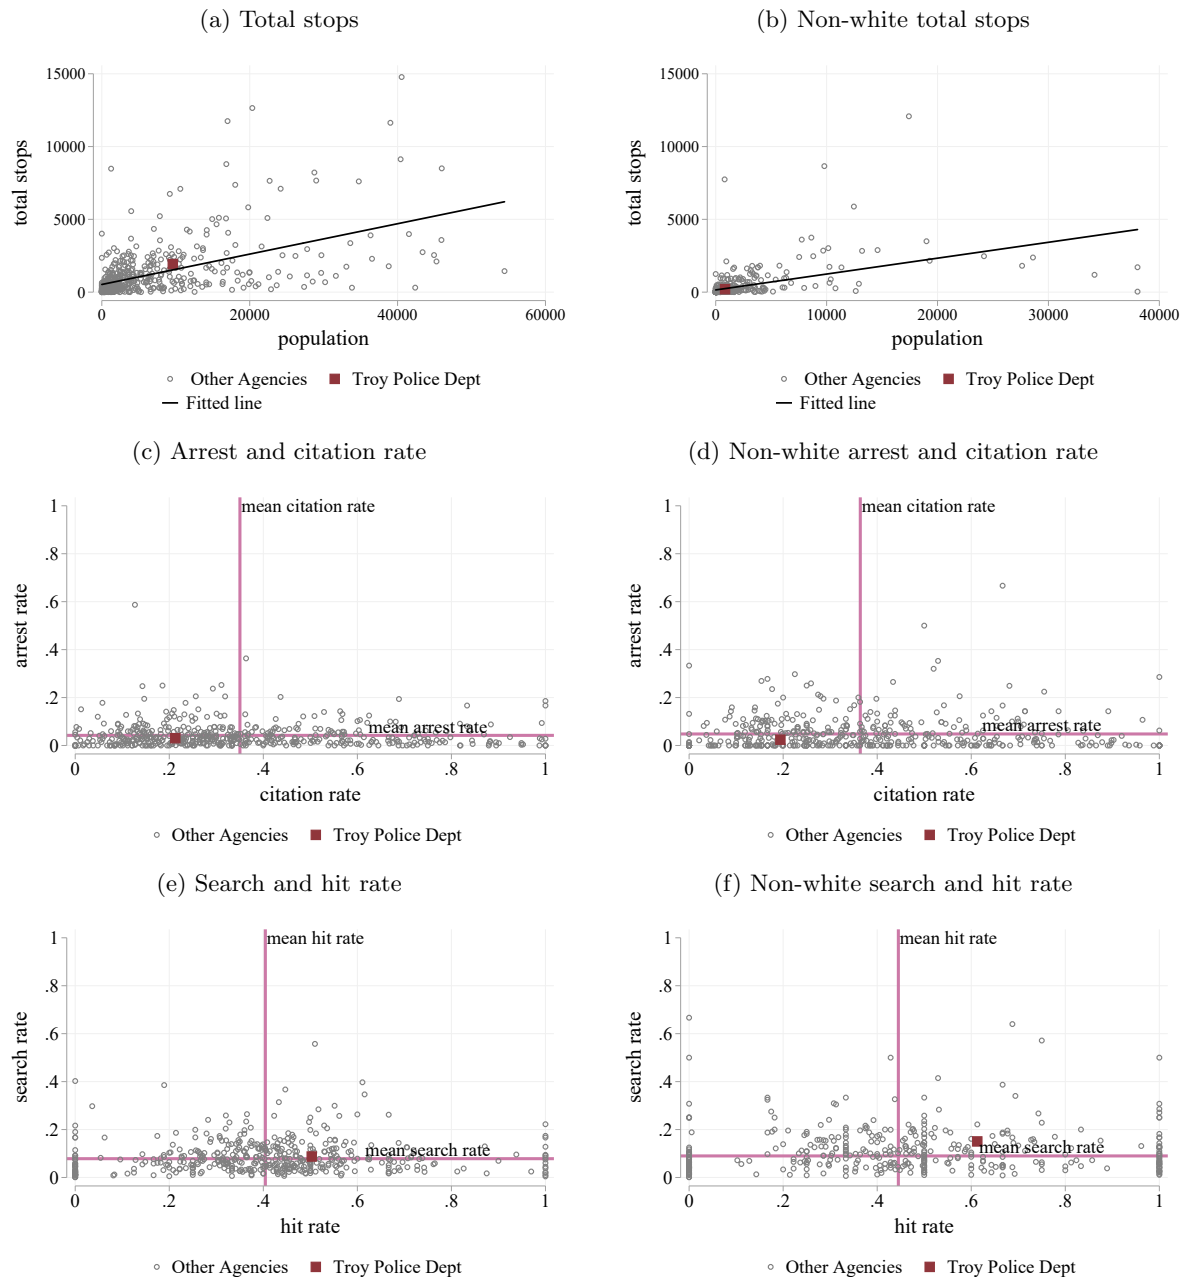 (a) Total stops
15000
10000
5000
0
total stops
0 20000 40000 60000
population
Other Agencies Troy Police Dept
Fitted line
(b) Non-white total stops
15000
10000
5000
0
total stops
0 10000 20000 30000 40000
population
Other Agencies Troy Police Dept
Fitted line
(c) Arrest and citation rate
1
.8
.6
.4
.2
0
arrest rate
mean citation rate
mean arrest rate
0 .2 .4 .6 .8 1
citation rate
Other Agencies Troy Police Dept
(d) Non-white arrest and citation rate
1
.8
.6
.4
.2
0
arrest rate
mean citation rate
mean arrest rate
0 .2 .4 .6 .8 1
citation rate
Other Agencies Troy Police Dept
(e) Search and hit rate
1
.8
.6
.4
.2
0
search rate
mean hit rate
mean search rate
0 .2 .4 .6 .8 1
hit rate
Other Agencies Troy Police Dept
(f) Non-white search and hit rate
1
.8
.6
.4
.2
0
search rate
mean hit rate
mean search rate
0 .2 .4 .6 .8 1
hit rate
Other Agencies Troy Police Dept